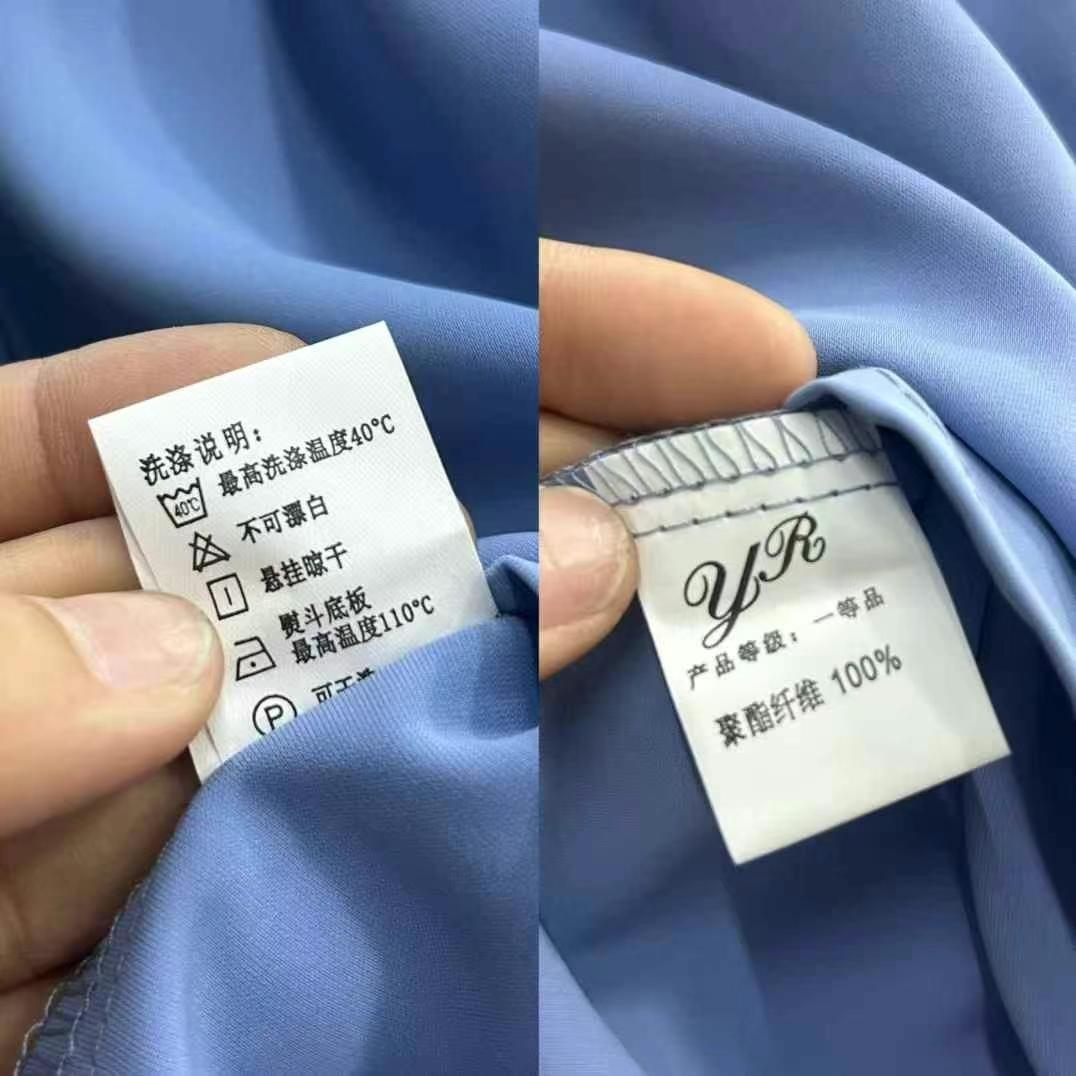 洗涤说明：
40℃
最高洗涤温度40℃
不可漂白
悬挂晾干
熨斗底板
最高温度110℃
P
可干
YR
产品等级：一等品
聚酯纤维 100%